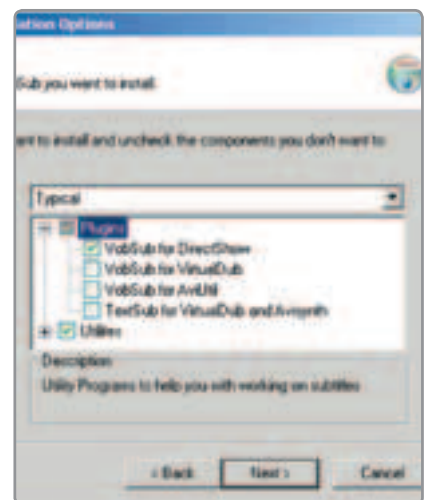 ation Options
Sub you want to install.
ant to install and uncheck the components you don't want to
Typical
Plugins
VobSub for DirectShow
VobSub for VirtualDub
VobSub for AviUtil
TextSub for VirtualDub and Avisynth
Utilities
Description
Utility Programs to help you with working on subtitles
< Back
Next >
Cancel